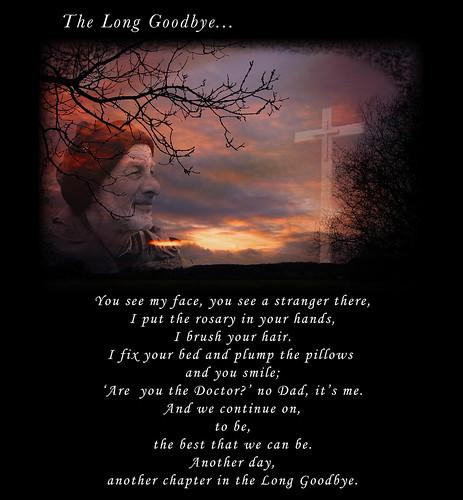 The Long Goodbye...
You see my face, you see a stranger there,
I put the rosary in your hands,
I brush your hair.
I fix your bed and plump the pillows
and you smile;
‘Are you the Doctor?’ no Dad, it's me.
And we continue on,
to be,
the best that we can be.
Another day,
another chapter in the Long Goodbye.